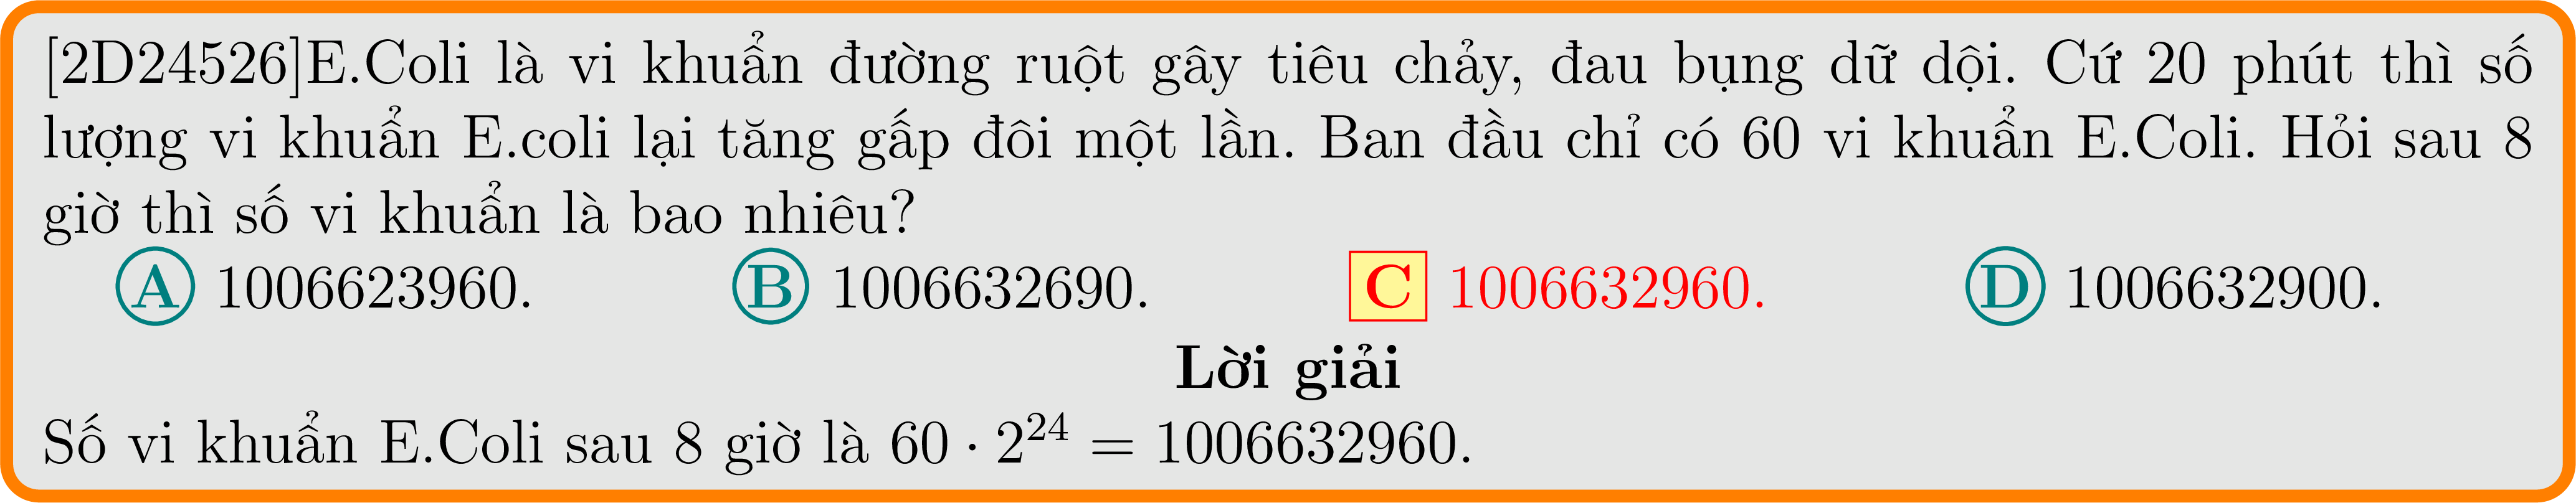 [2D24526]E.Coli là vi khuẩn đường ruột gây tiêu chảy, đau bụng dữ dội. Cứ 20 phút thì số
lượng vi khuẩn E.coli lại tăng gấp đôi một lần. Ban đầu chỉ có 60 vi khuẩn E.Coli. Hỏi sau 8
giờ thì số vi khuẩn là bao nhiêu?
A 1006623960. B 1006632690. C 1006632960. D 1006632900.
Lời giải
Số vi khuẩn E.Coli sau 8 giờ là 60 · 2²⁴ = 1006632960.